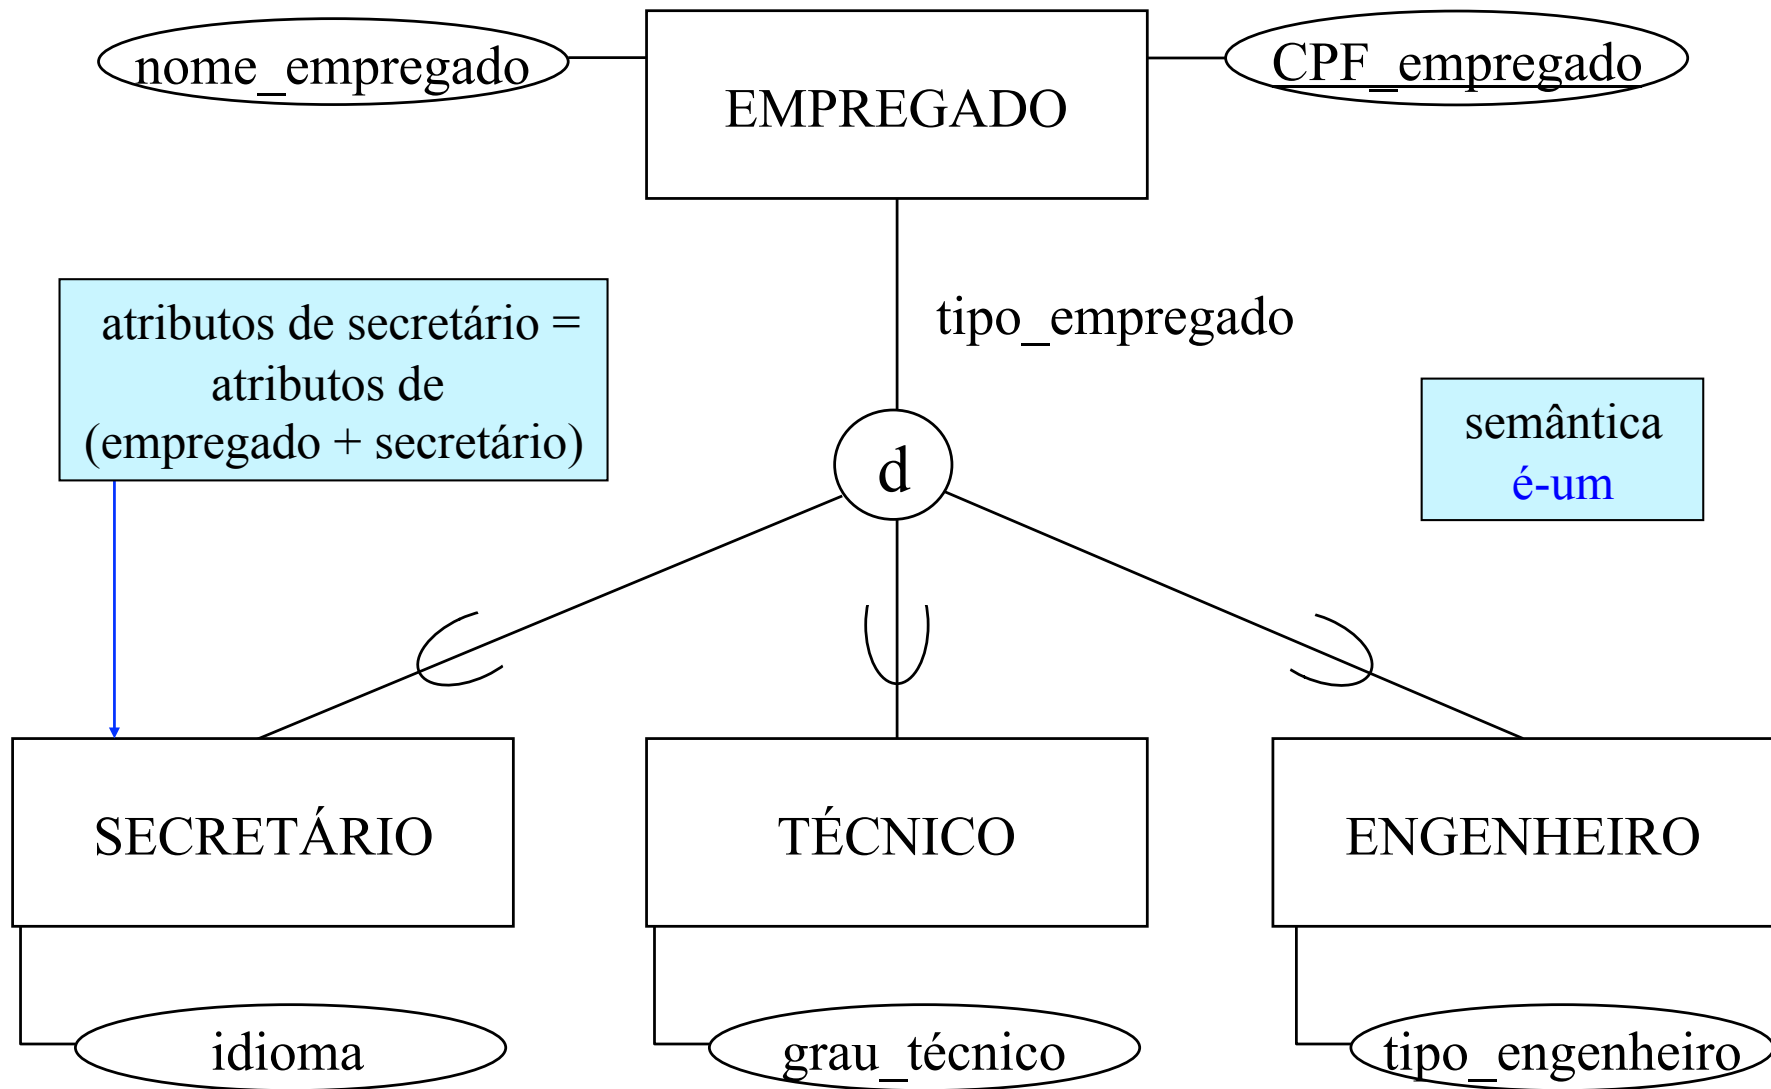 nome_empregado
EMPREGADO
CPF_empregado
atributos de secretário =
atributos de
(empregado + secretário)
tipo_empregado
semântica
é-um
d
SECRETÁRIO
TÉCNICO
ENGENHEIRO
idioma
grau_técnico
tipo_engenheiro